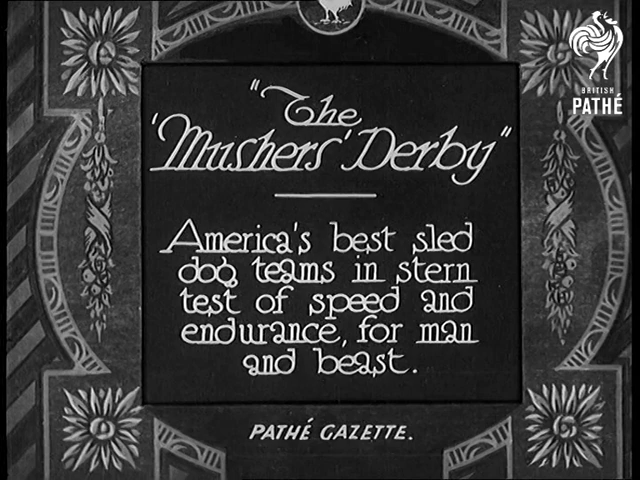 BRITISH
PATHÉ
"The
'Mushers' Derby"
America's best sled
dog teams in stern
test of speed and
endurance, for man
and beast.
PATHÉ GAZETTE.